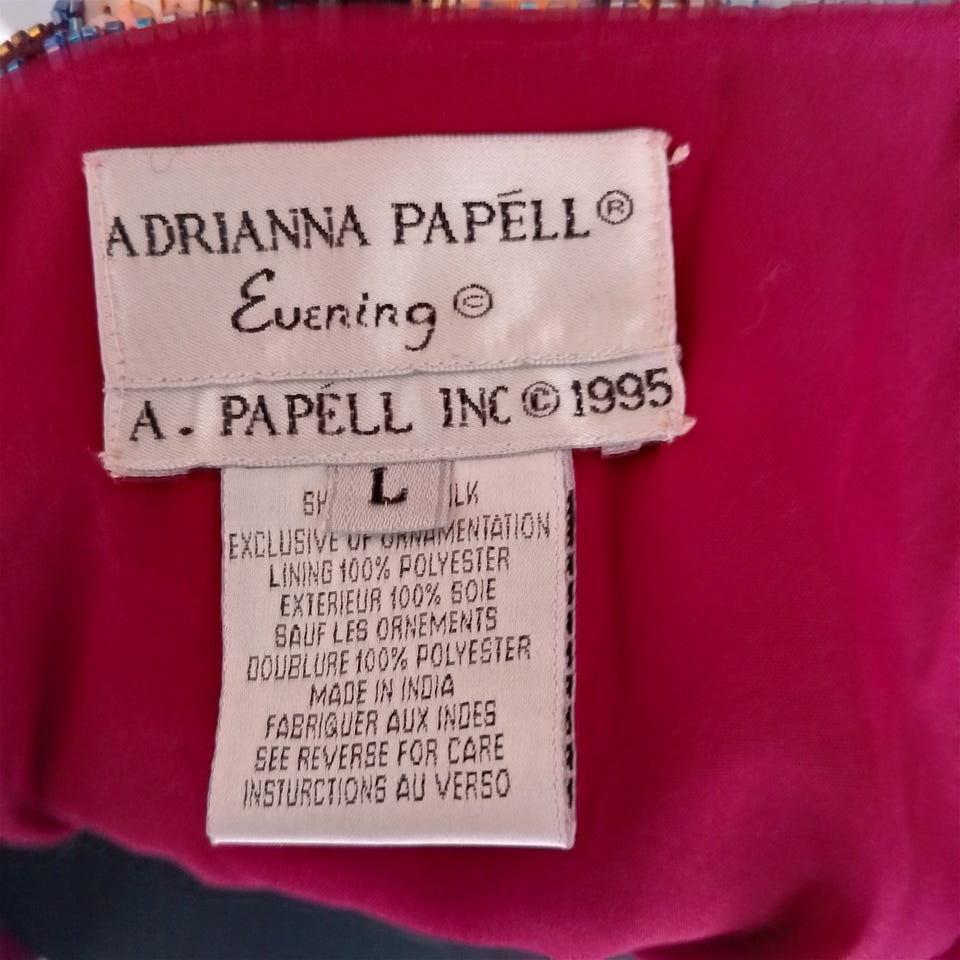 ADRIANNA PAPÉLL®
Evening ©
A. PAPÉLL INC © 1995
L
EXCLUSIVE OF ORNAMENTATION
LINING 100% POLYESTER
EXTERIEUR 100% SOIE
SAUF LES ORNEMENTS
DOUBLURE 100% POLYESTER
MADE IN INDIA
FABRIQUER AUX INDES
SEE REVERSE FOR CARE
INSTURCTIONS AU VERSO